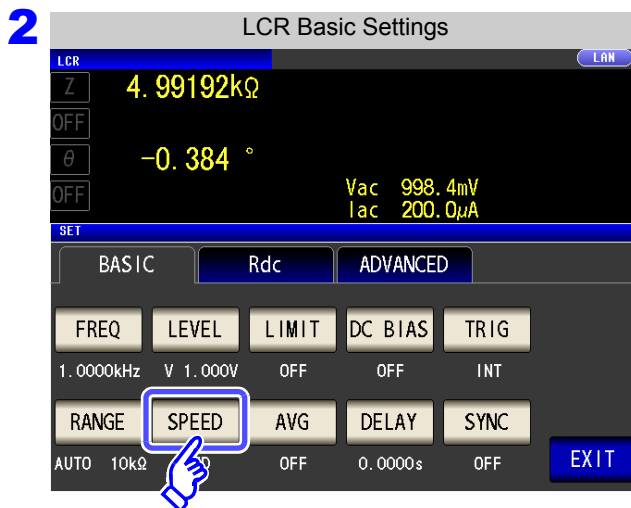 2
LCR Basic Settings
LCR LAN
Z 4.99192kΩ
OFF
θ -0.384 °
OFF
Vac 998.4mV
Iac 200.0μA
SET
BASIC Rdc ADVANCED
FREQ LEVEL LIMIT DC BIAS TRIG
1.0000kHz V 1.000V OFF OFF INT
RANGE SPEED AVG DELAY SYNC
AUTO 10kΩ OFF 0.0000s OFF
EXIT